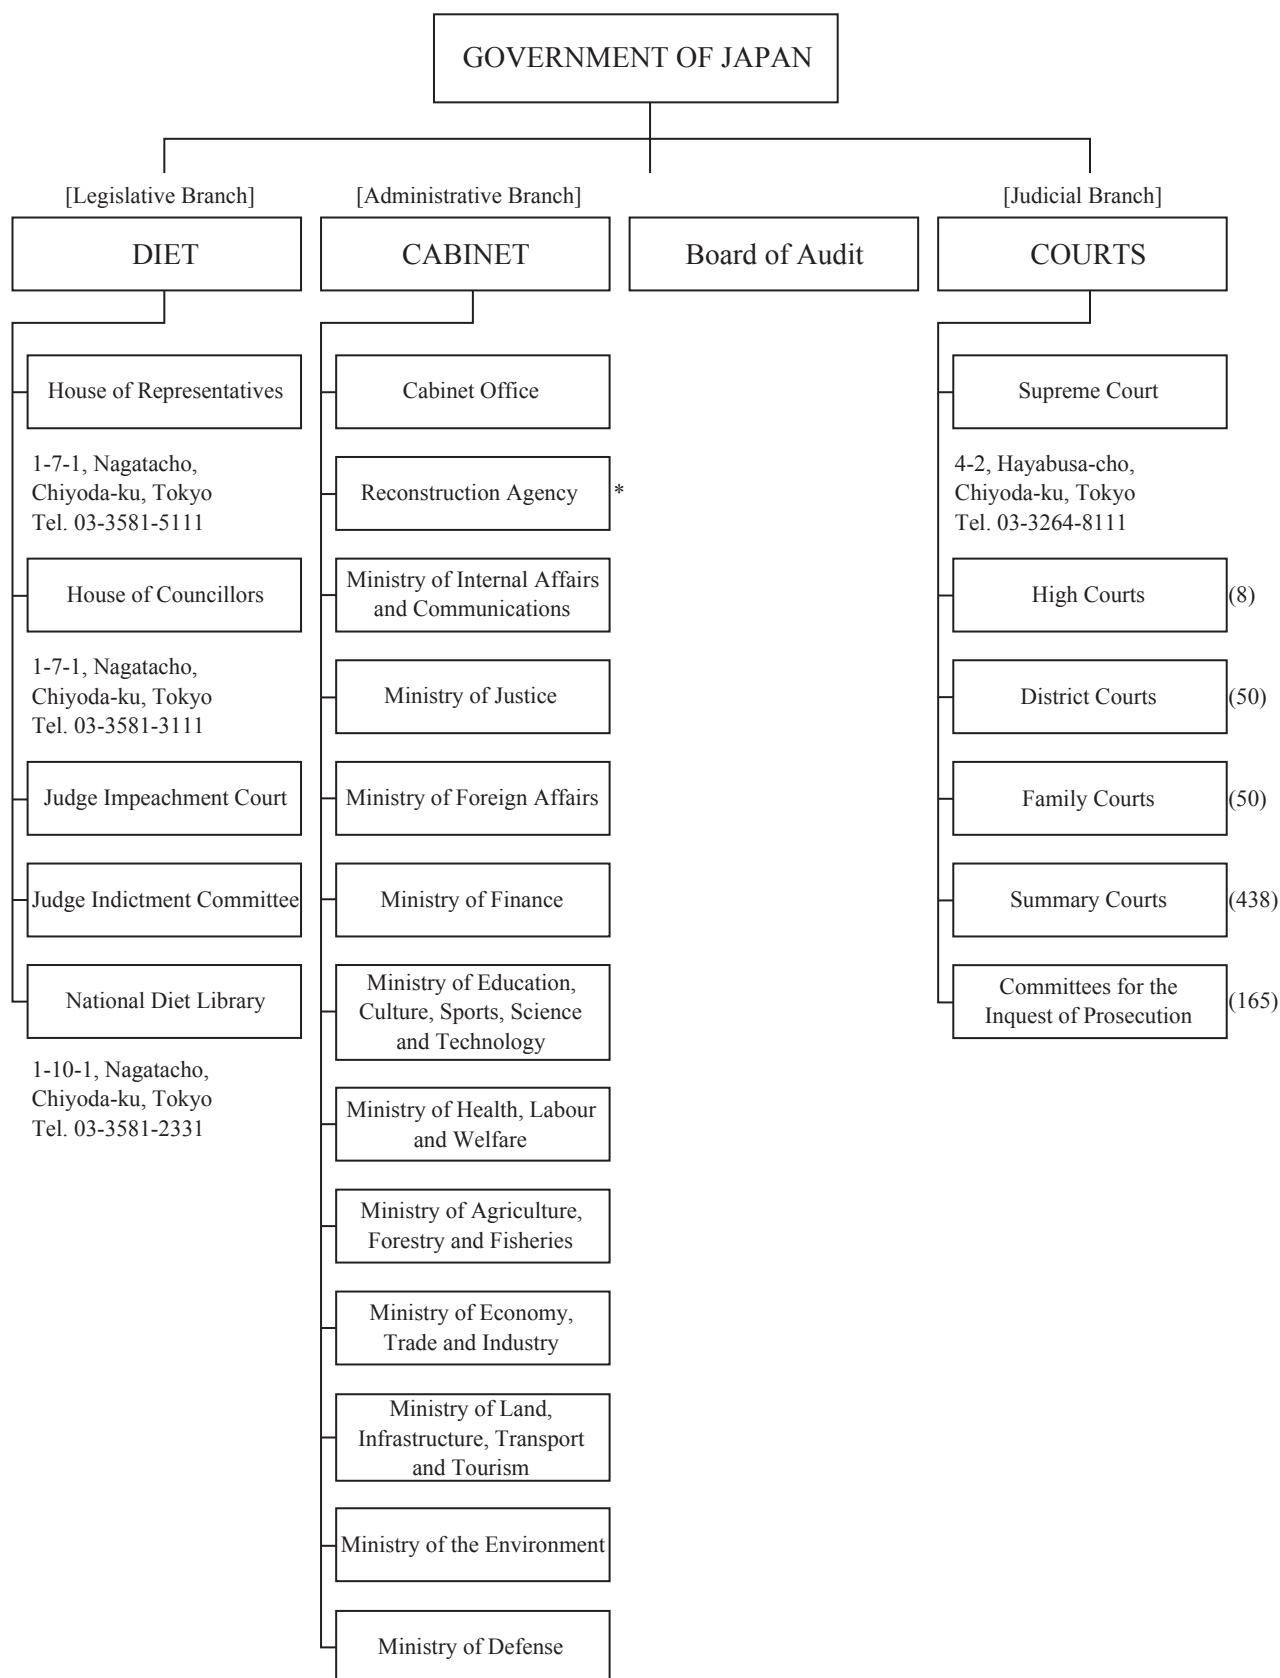 GOVERNMENT OF JAPAN
[Legislative Branch]
DIET
House of Representatives
1-7-1, Nagatacho,
Chiyoda-ku, Tokyo
Tel. 03-3581-5111
House of Councillors
1-7-1, Nagatacho,
Chiyoda-ku, Tokyo
Tel. 03-3581-3111
Judge Impeachment Court
Judge Indictment Committee
National Diet Library
1-10-1, Nagatacho,
Chiyoda-ku, Tokyo
Tel. 03-3581-2331
[Administrative Branch]
CABINET
Cabinet Office
Reconstruction Agency *
Ministry of Internal Affairs
and Communications
Ministry of Justice
Ministry of Foreign Affairs
Ministry of Finance
Ministry of Education,
Culture, Sports, Science
and Technology
Ministry of Health, Labour
and Welfare
Ministry of Agriculture,
Forestry and Fisheries
Ministry of Economy,
Trade and Industry
Ministry of Land,
Infrastructure, Transport
and Tourism
Ministry of the Environment
Ministry of Defense
Board of Audit
[Judicial Branch]
COURTS
Supreme Court
4-2, Hayabusa-cho,
Chiyoda-ku, Tokyo
Tel. 03-3264-8111
High Courts (8)
District Courts (50)
Family Courts (50)
Summary Courts (438)
Committees for the
Inquest of Prosecution (165)